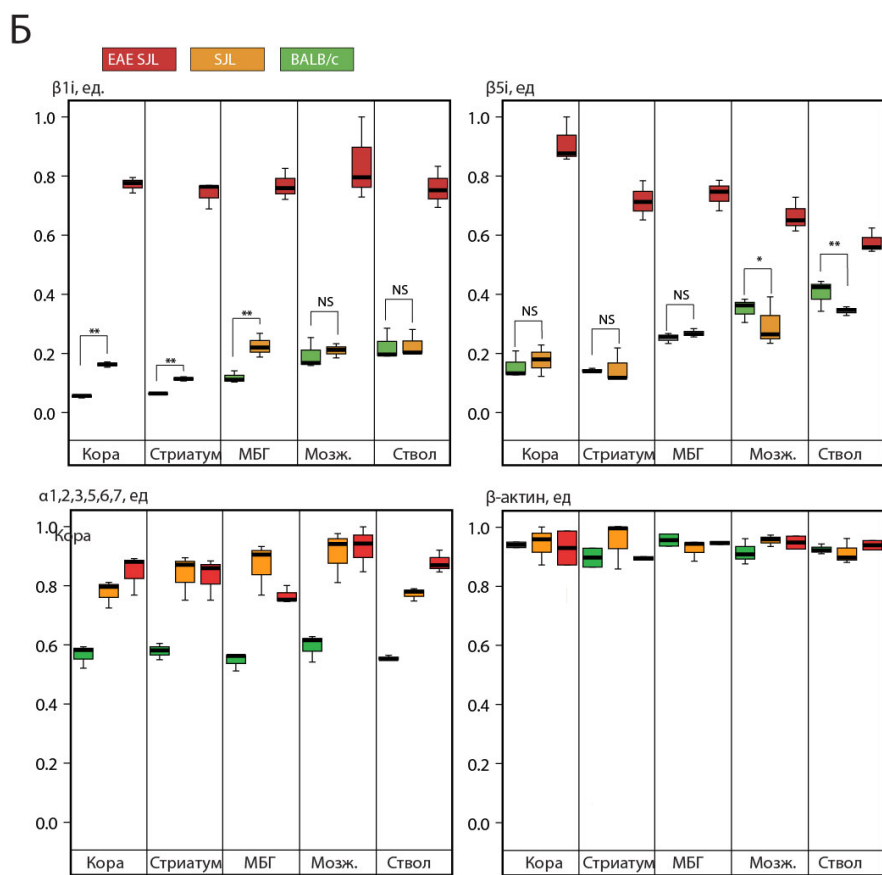 Б
EAE SJL SJL BALB/c
β1i, ед.
1.0
0.8
0.6
0.4
0.2
0.0
** ** ** NS NS
Кора Стриатум МБГ Мозж. Ствол
β5i, ед
1.0
0.8
0.6
0.4
0.2
0.0
NS NS NS * **
Кора Стриатум МБГ Мозж. Ствол
α1,2,3,5,6,7, ед
Кора
1.0
0.8
0.6
0.4
0.2
0.0
Кора Стриатум МБГ Мозж. Ствол
β-актин, ед
1.0
0.8
0.6
0.4
0.2
0.0
Кора Стриатум МБГ Мозж. Ствол